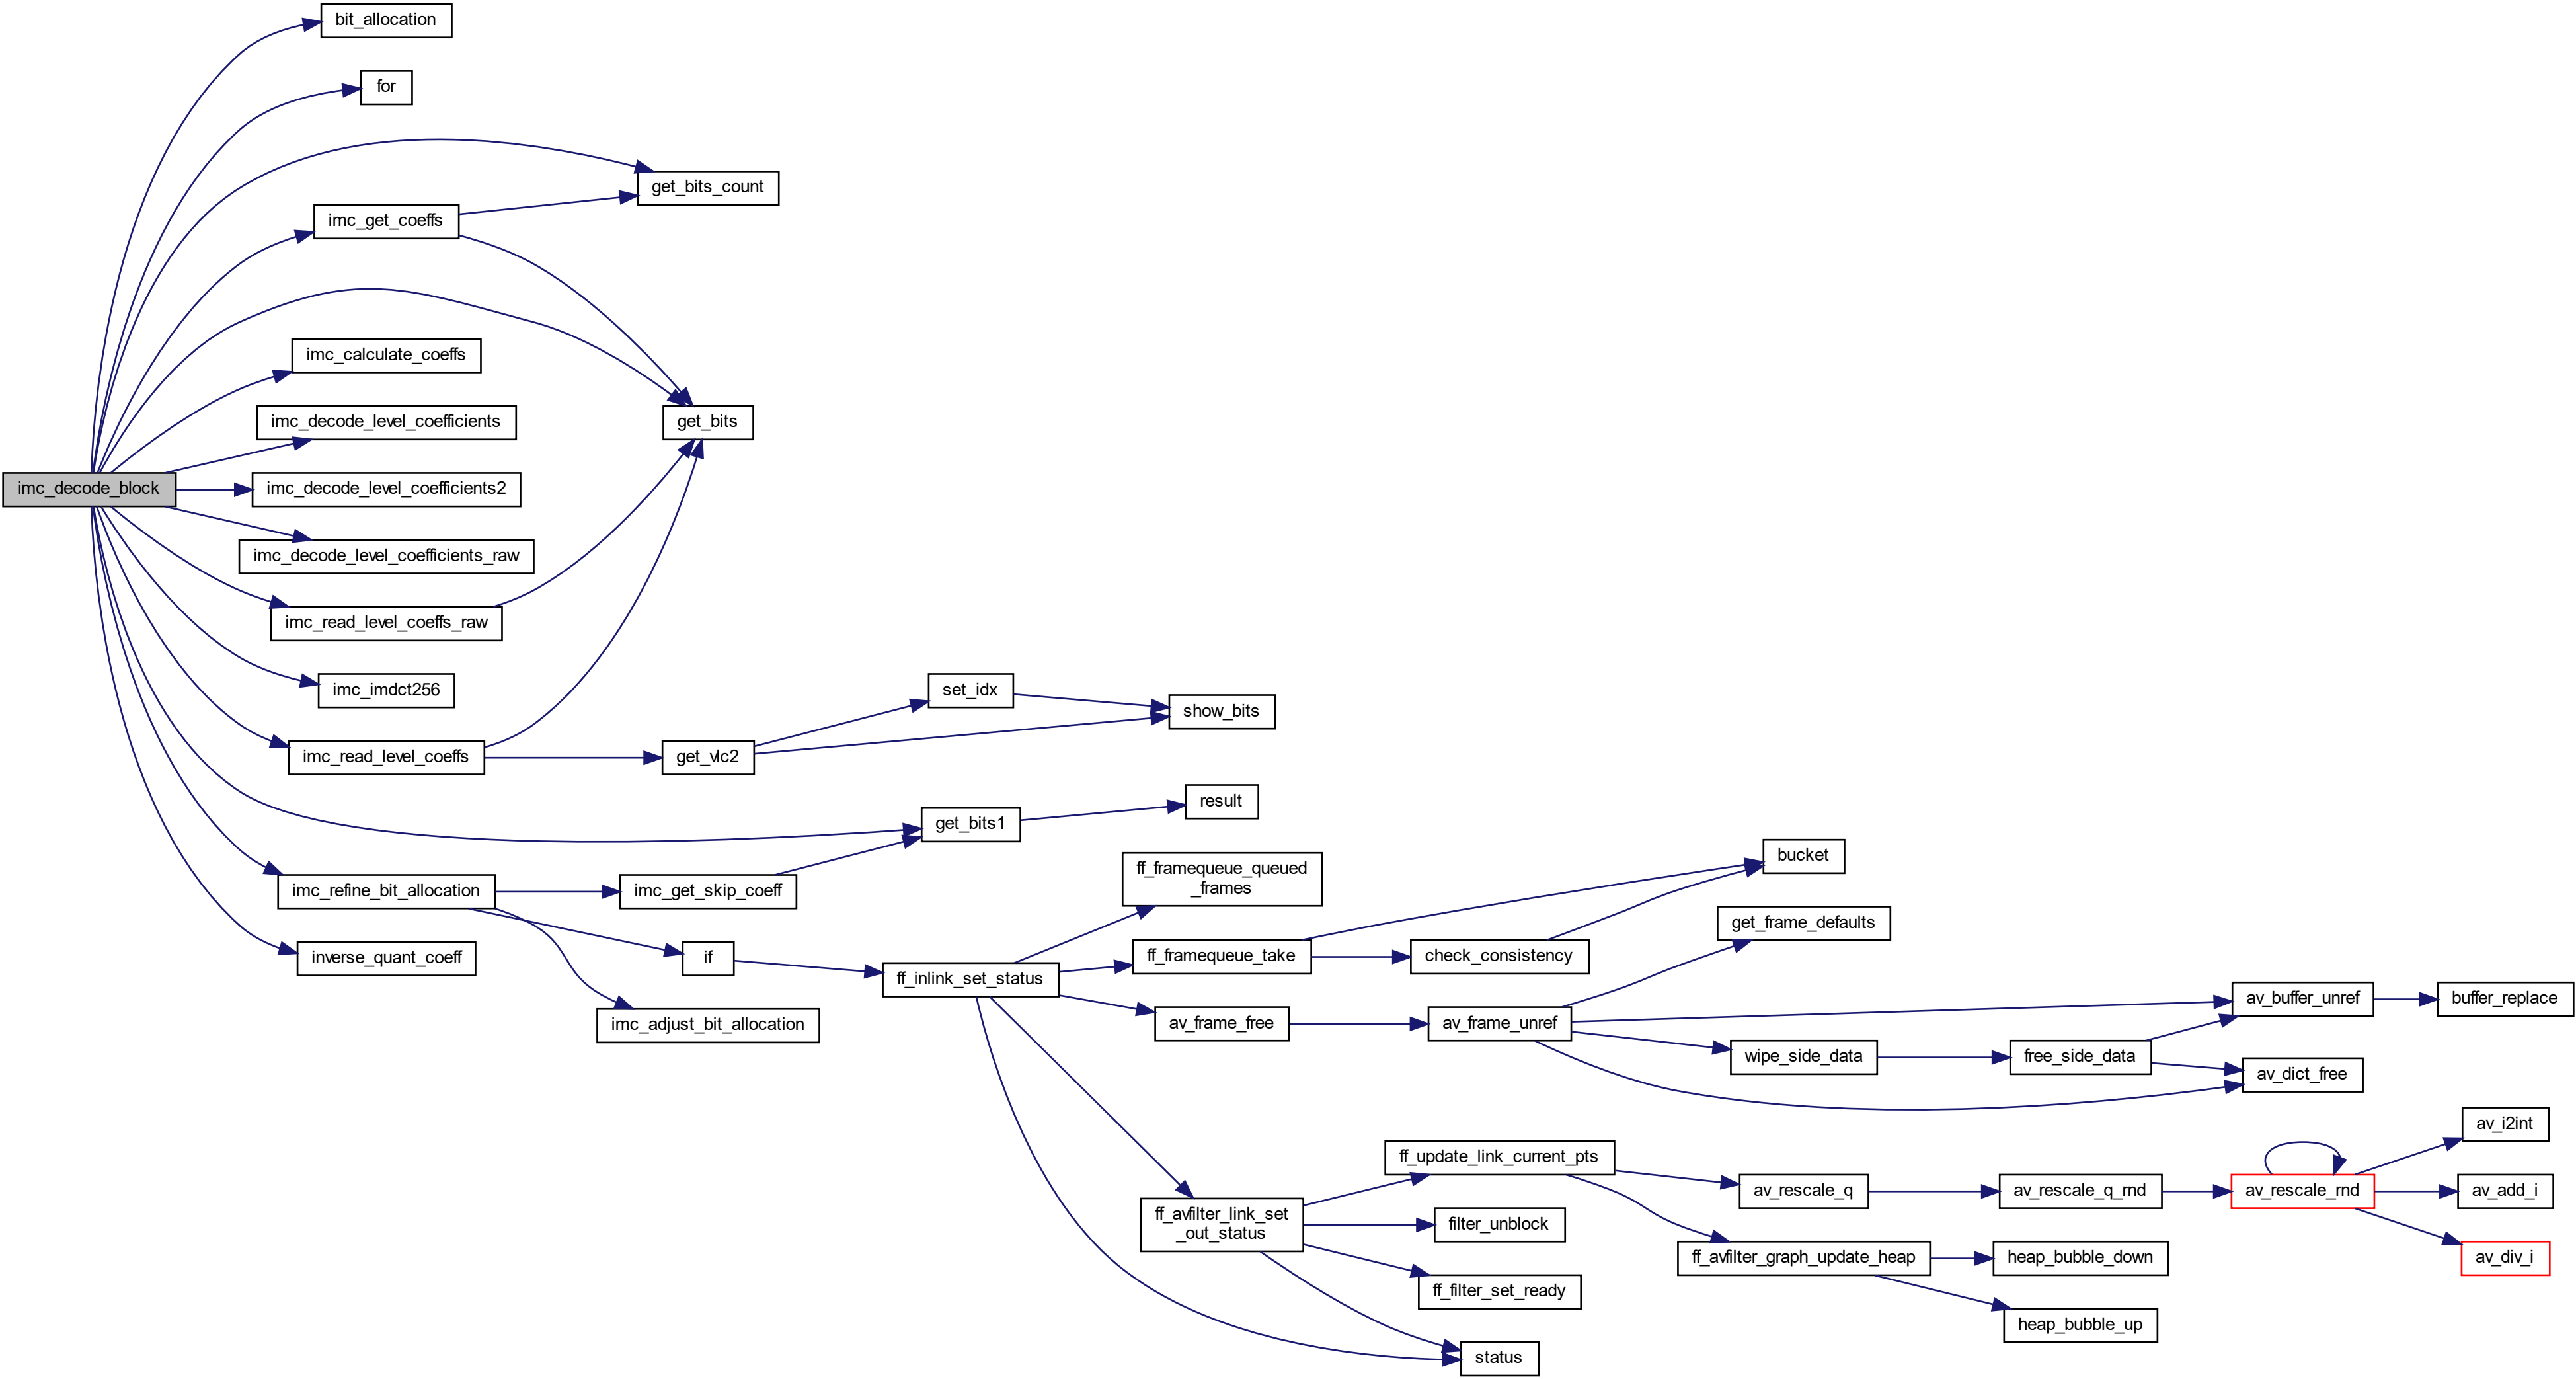 bit_allocation
for
get_bits_count
imc_get_coeffs
imc_calculate_coeffs
imc_decode_level_coefficients
get_bits
imc_decode_block
imc_decode_level_coefficients2
imc_decode_level_coefficients_raw
imc_read_level_coeffs_raw
imc_imdct256
set_idx
show_bits
imc_read_level_coeffs
get_vlc2
result
get_bits1
imc_refine_bit_allocation
imc_get_skip_coeff
ff_framequeue_queued
_frames
bucket
get_frame_defaults
inverse_quant_coeff
if
ff_inlink_set_status
ff_framequeue_take
check_consistency
imc_adjust_bit_allocation
av_frame_free
av_frame_unref
av_buffer_unref
buffer_replace
wipe_side_data
free_side_data
av_dict_free
av_i2int
ff_update_link_current_pts
av_rescale_q
av_rescale_q_rnd
av_rescale_rnd
av_add_i
ff_avfilter_link_set
_out_status
filter_unblock
ff_avfilter_graph_update_heap
heap_bubble_down
av_div_i
ff_filter_set_ready
heap_bubble_up
status